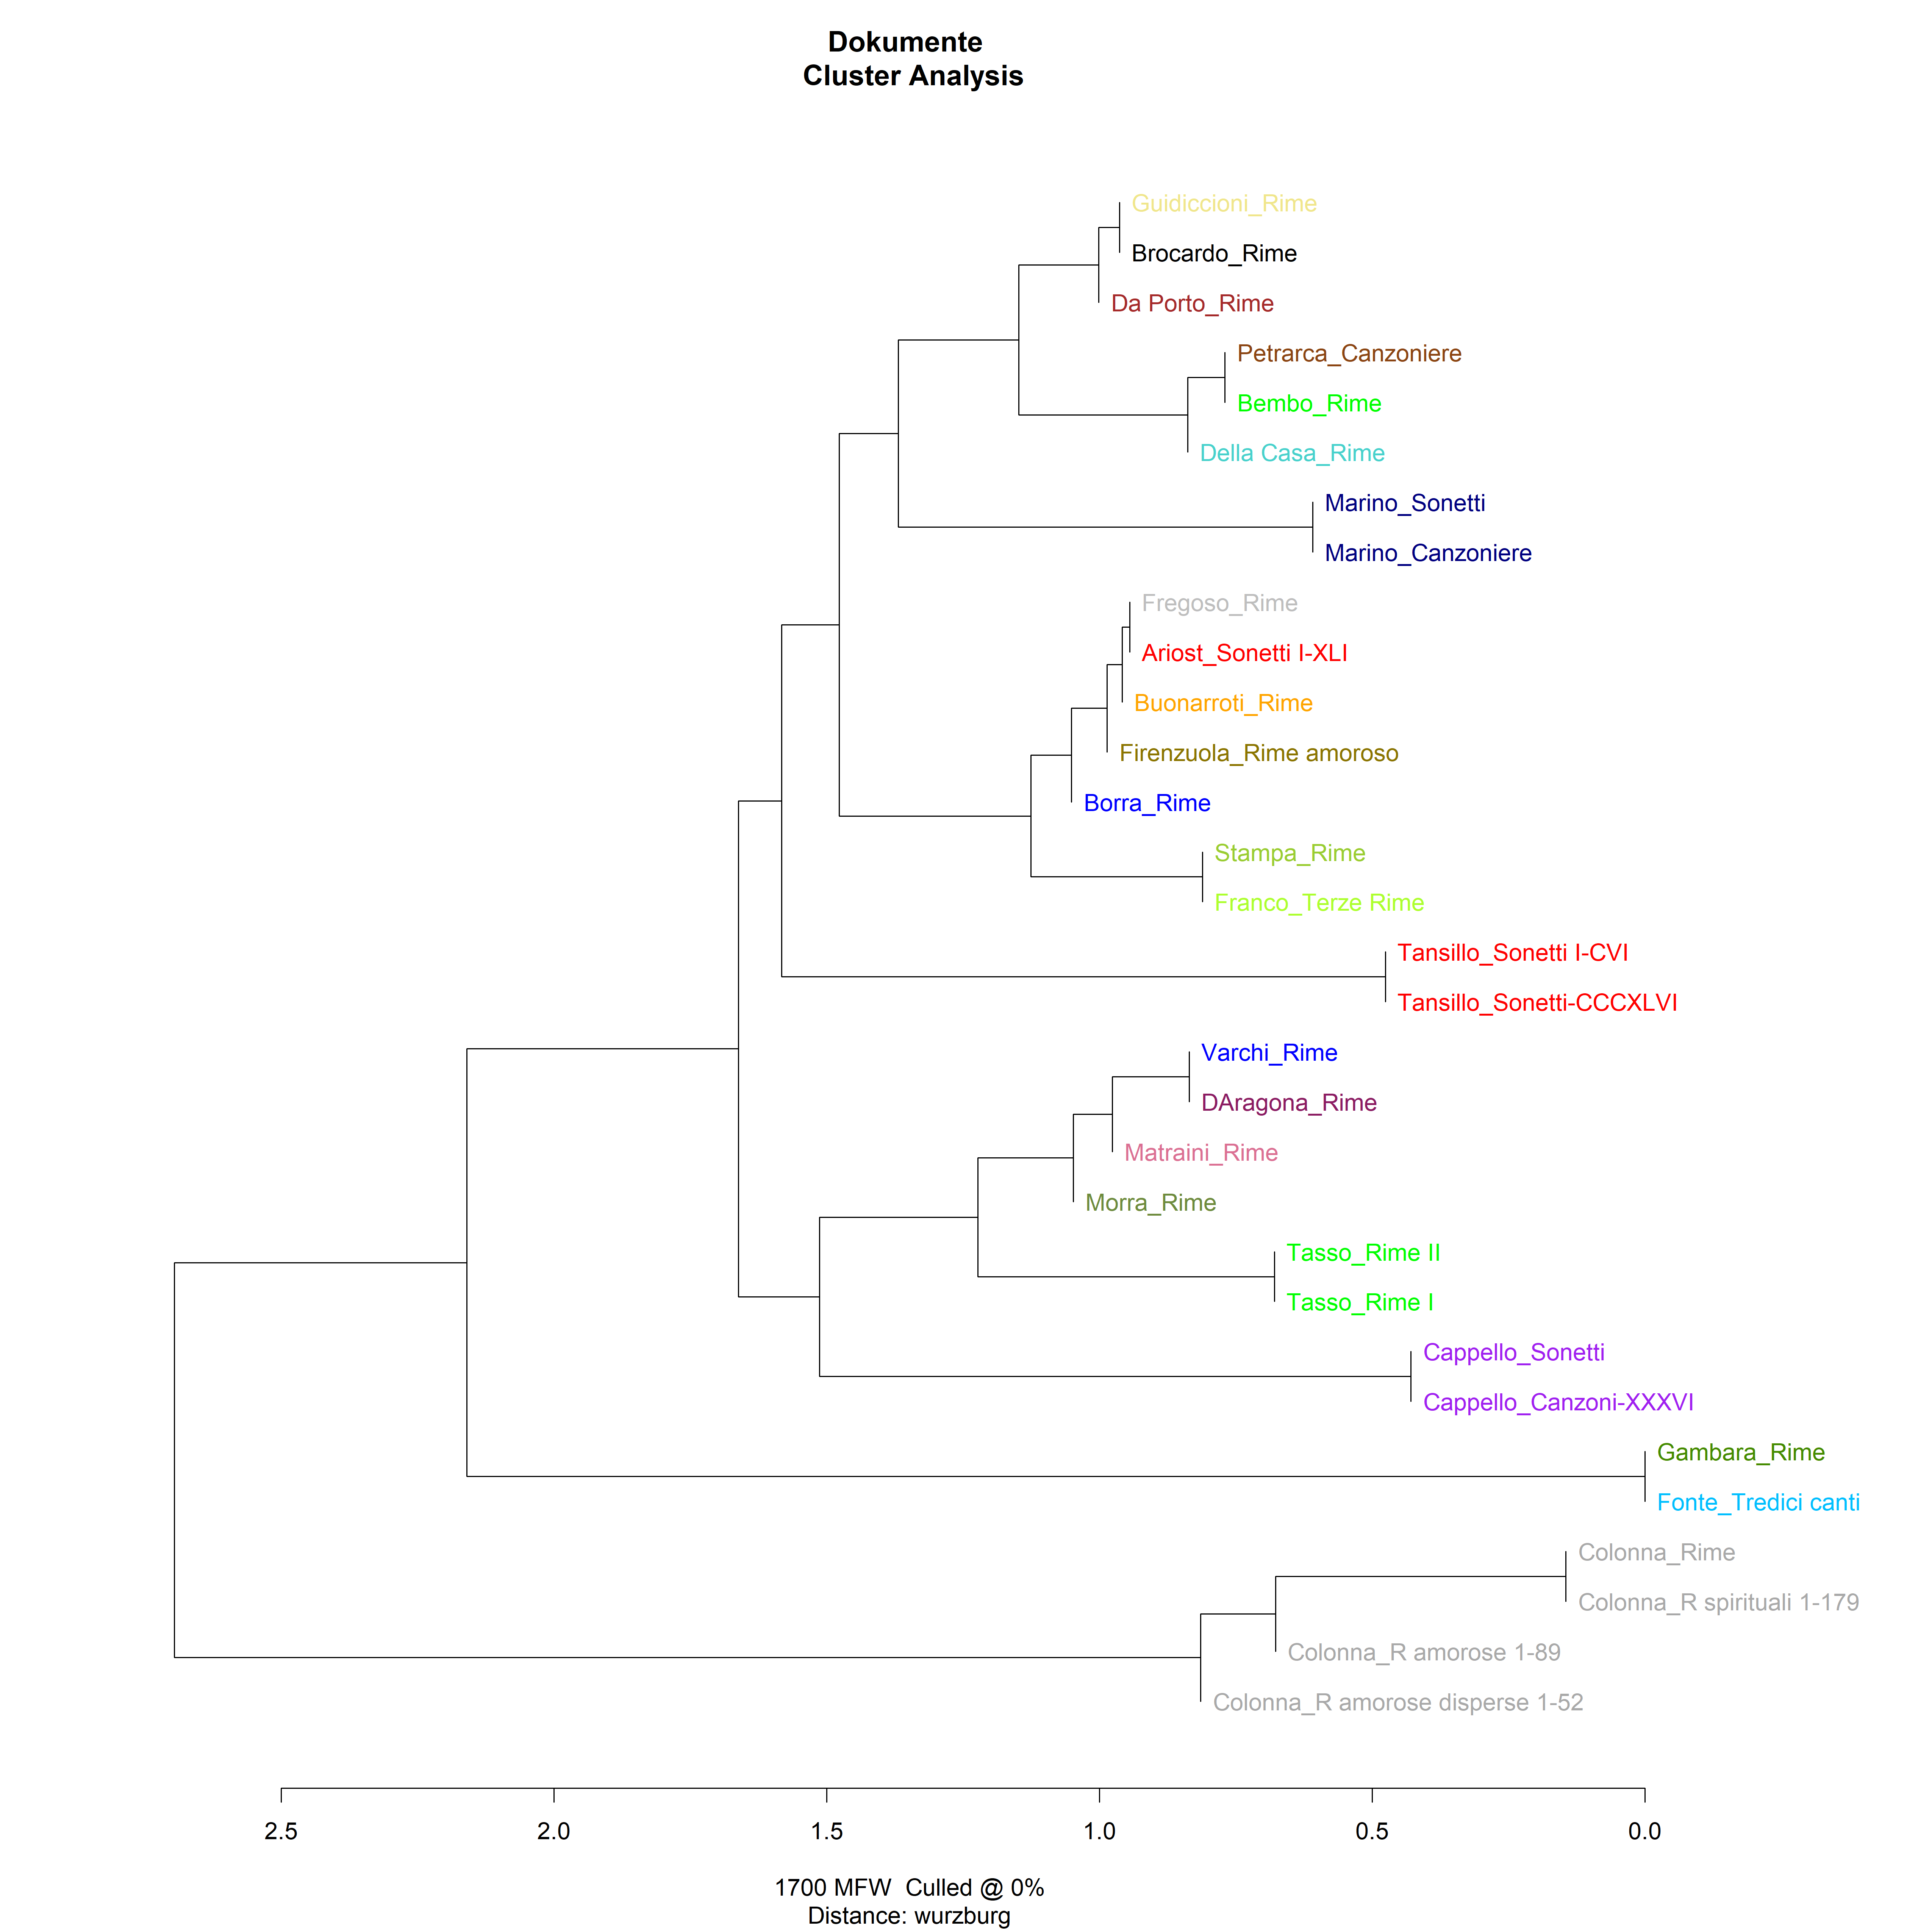 Dokumente
Cluster Analysis
Guidiccioni_Rime
Brocardo_Rime
Da Porto_Rime
Petrarca_Canzoniere
Bembo_Rime
Della Casa_Rime
Marino_Sonetti
Marino_Canzoniere
Fregoso_Rime
Ariost_Sonetti I-XLI
Buonarroti_Rime
Firenzuola_Rime amoroso
Borra_Rime
Stampa_Rime
Franco_Terze Rime
Tansillo_Sonetti I-CVI
Tansillo_Sonetti-CCCXLVI
Varchi_Rime
DAragona_Rime
Matraini_Rime
Morra_Rime
Tasso_Rime II
Tasso_Rime I
Cappello_Sonetti
Cappello_Canzoni-XXXVI
Gambara_Rime
Fonte_Tredici canti
Colonna_Rime
Colonna_R spirituali 1-179
Colonna_R amorose 1-89
Colonna_R amorose disperse 1-52
2.5 2.0 1.5 1.0 0.5 0.0
1700 MFW Culled @ 0%
Distance: wurzburg